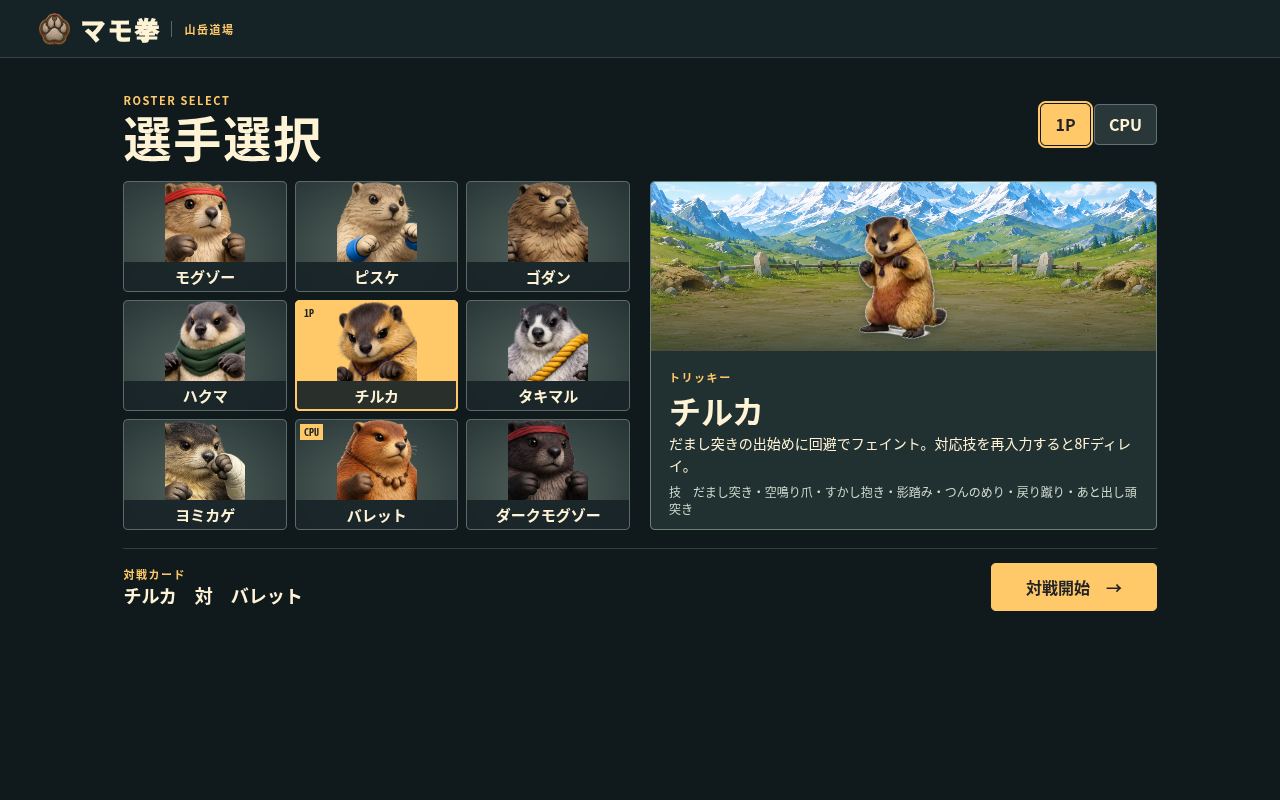 マモ拳
山岳道場
ROSTER SELECT
選手選択
1P
CPU
モグゾー
ピスケ
ゴダン
ハクマ
1P
チルカ
タキマル
ヨミカゲ
CPU
バレット
ダークモグゾー
トリッキー
チルカ
だまし突きの出始めに回避でフェイント。対応技を再入力すると8Fディレ
イ。
技　だまし突き・空鳴り爪・すかし抱き・影踏み・つんのめり・戻り蹴り・あと出し頭
突き
対戦カード
チルカ　対　バレット
対戦開始　→